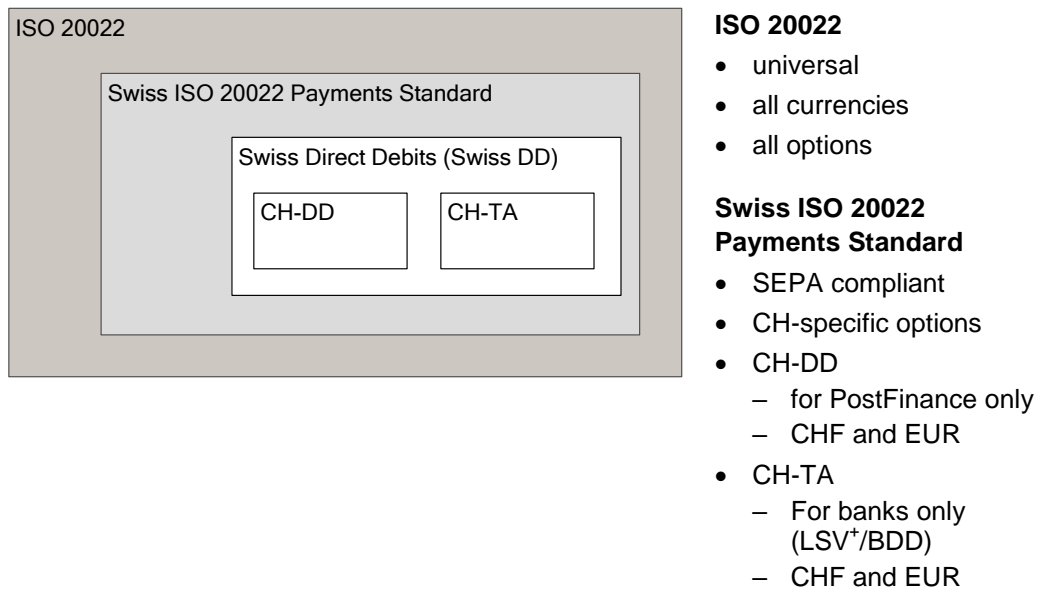 ISO 20022
Swiss ISO 20022 Payments Standard
Swiss Direct Debits (Swiss DD)
CH-DD
CH-TA
ISO 20022
• universal
• all currencies
• all options
Swiss ISO 20022
Payments Standard
• SEPA compliant
• CH-specific options
• CH-DD
– for PostFinance only
– CHF and EUR
• CH-TA
– For banks only
(LSV+/BDD)
– CHF and EUR